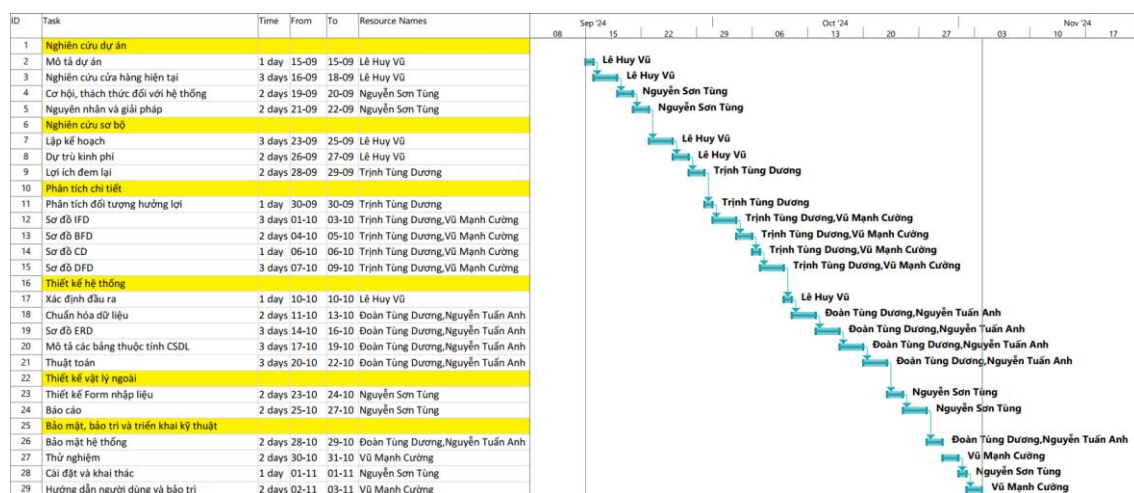 ID Task Time From To Resource Names
Sep '24 Oct '24 Nov '24
08 15 22 29 06 13 20 27 03 10 17
1 Nghiên cứu dự án
2 Mô tả dự án 1 day 15-09 15-09 Lê Huy Vũ Lê Huy Vũ
3 Nghiên cứu cửa hàng hiện tại 3 days 16-09 18-09 Lê Huy Vũ Lê Huy Vũ
4 Cơ hội, thách thức đối với hệ thống 2 days 19-09 20-09 Nguyễn Sơn Tùng Nguyễn Sơn Tùng
5 Nguyên nhân và giải pháp 2 days 21-09 22-09 Nguyễn Sơn Tùng Nguyễn Sơn Tùng
6 Nghiên cứu sơ bộ
7 Lập kế hoạch 3 days 23-09 25-09 Lê Huy Vũ Lê Huy Vũ
8 Dự trù kinh phí 2 days 26-09 27-09 Lê Huy Vũ Lê Huy Vũ
9 Lợi ích đem lại 2 days 28-09 29-09 Trịnh Tùng Dương Trịnh Tùng Dương
10 Phân tích chi tiết
11 Phân tích đối tượng hưởng lợi 1 day 30-09 30-09 Trịnh Tùng Dương Trịnh Tùng Dương
12 Sơ đồ IFD 3 days 01-10 03-10 Trịnh Tùng Dương,Vũ Mạnh Cường Trịnh Tùng Dương,Vũ Mạnh Cường
13 Sơ đồ BFD 2 days 04-10 05-10 Trịnh Tùng Dương,Vũ Mạnh Cường Trịnh Tùng Dương,Vũ Mạnh Cường
14 Sơ đồ CD 1 day 06-10 06-10 Trịnh Tùng Dương,Vũ Mạnh Cường Trịnh Tùng Dương,Vũ Mạnh Cường
15 Sơ đồ DFD 3 days 07-10 09-10 Trịnh Tùng Dương,Vũ Mạnh Cường Trịnh Tùng Dương,Vũ Mạnh Cường
16 Thiết kế hệ thống
17 Xác định đầu ra 1 day 10-10 10-10 Lê Huy Vũ Lê Huy Vũ
18 Chuẩn hóa dữ liệu 2 days 11-10 13-10 Đoàn Tùng Dương,Nguyễn Tuấn Anh Đoàn Tùng Dương,Nguyễn Tuấn Anh
19 Sơ đồ ERD 3 days 14-10 16-10 Đoàn Tùng Dương,Nguyễn Tuấn Anh Đoàn Tùng Dương,Nguyễn Tuấn Anh
20 Mô tả các bảng thuộc tính CSDL 3 days 17-10 19-10 Đoàn Tùng Dương,Nguyễn Tuấn Anh Đoàn Tùng Dương,Nguyễn Tuấn Anh
21 Thuật toán 3 days 20-10 22-10 Đoàn Tùng Dương,Nguyễn Tuấn Anh Đoàn Tùng Dương,Nguyễn Tuấn Anh
22 Thiết kế vật lý ngoài
23 Thiết kế Form nhập liệu 2 days 23-10 24-10 Nguyễn Sơn Tùng Nguyễn Sơn Tùng
24 Báo cáo 2 days 25-10 27-10 Nguyễn Sơn Tùng Nguyễn Sơn Tùng
25 Bảo mật, bảo trì và triển khai kỹ thuật
26 Bảo mật hệ thống 2 days 28-10 29-10 Đoàn Tùng Dương,Nguyễn Tuấn Anh Đoàn Tùng Dương,Nguyễn Tuấn Anh
27 Thử nghiệm 2 days 30-10 31-10 Vũ Mạnh Cường Vũ Mạnh Cường
28 Cài đặt và khai thác 1 day 01-11 01-11 Nguyễn Sơn Tùng Nguyễn Sơn Tùng
29 Hướng dẫn người dùng và bảo trì 2 days 02-11 03-11 Vũ Mạnh Cường Vũ Mạnh Cường